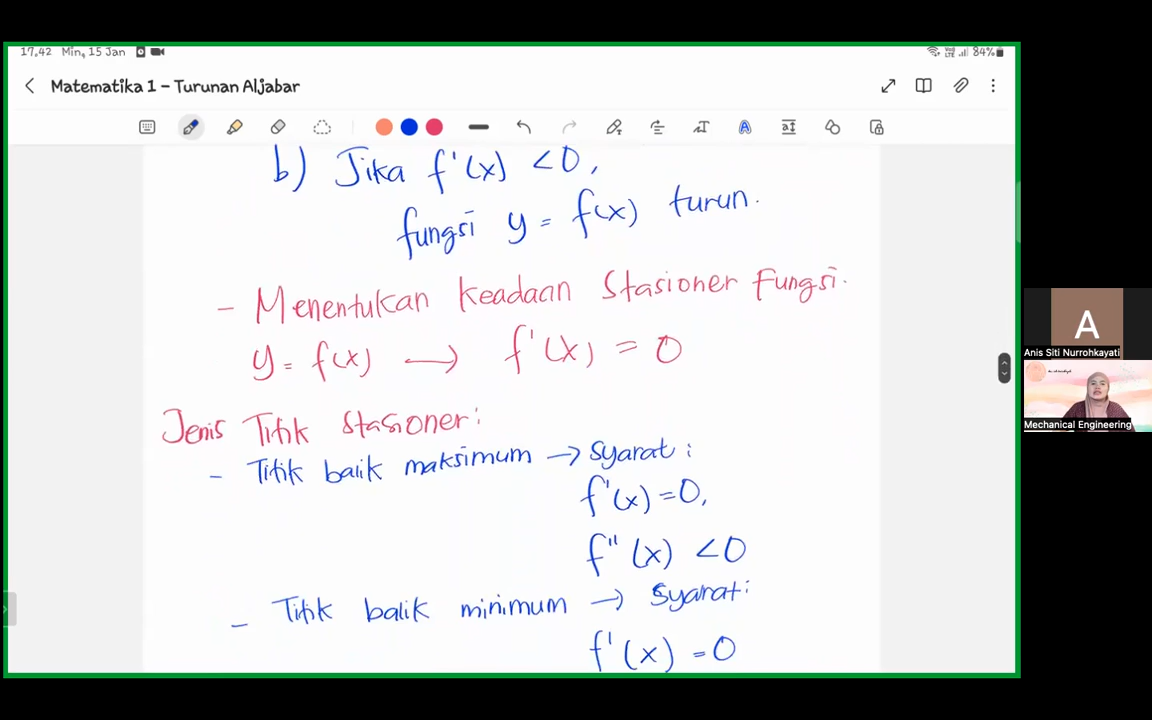 17.42 Min, 15 Jan
84%
Matematika 1 - Turunan Aljabar
b) Jika f'(x) < 0,
fungsi y = f(x) turun.
- Menentukan keadaan Stasioner Fungsi.
y = f(x) → f'(x) = 0
Jenis Titik Stasioner:
- Titik balik maksimum → Syarat:
f'(x) = 0,
f"(x) < 0
- Titik balik minimum → Syarat:
f'(x) = 0
A
Anis Siti Nurrohkayati
Mechanical Engineering